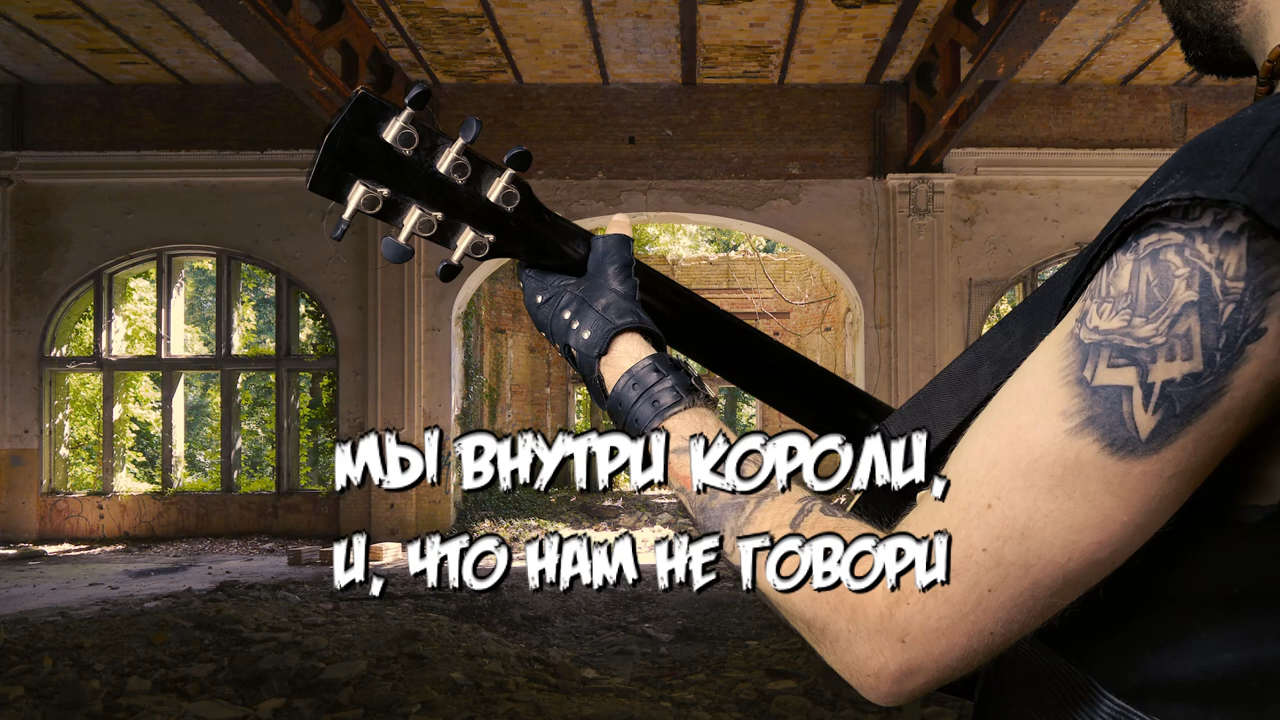 МЫ ВНУТРИ КОРОЛИ,
И, ЧТО НАМ НЕ ГОВОРИ